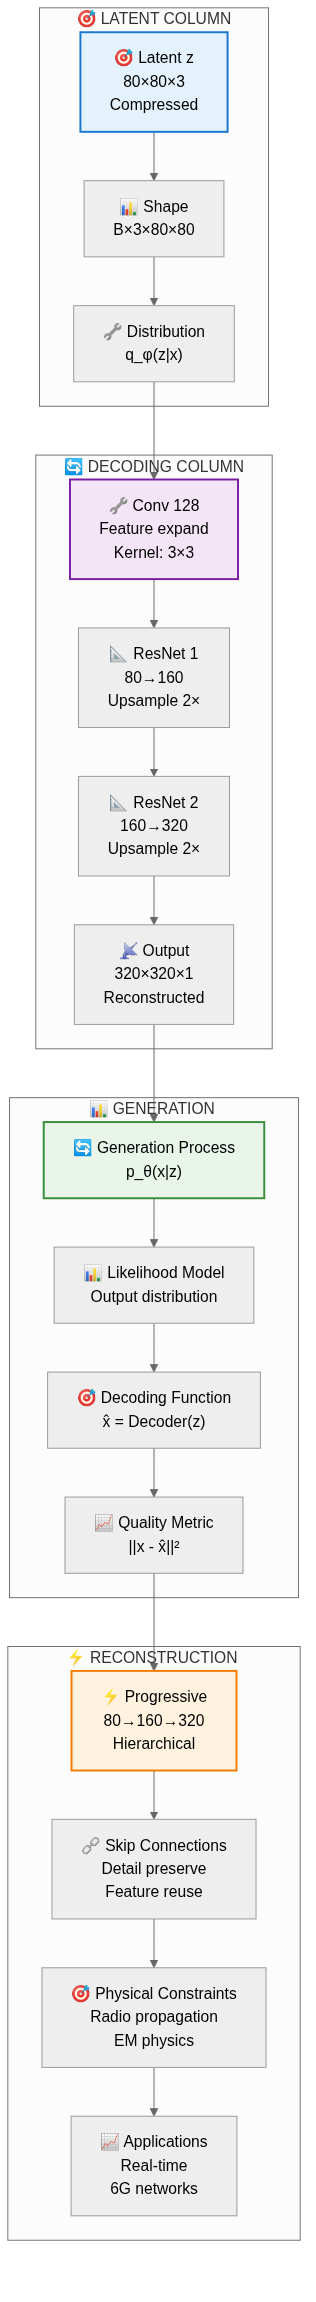 🎯 LATENT COLUMN
🎯 Latent z
80×80×3
Compressed
📊 Shape
B×3×80×80
🔧 Distribution
q_φ(z|x)
🔄 DECODING COLUMN
🔧 Conv 128
Feature expand
Kernel: 3×3
📐 ResNet 1
80→160
Upsample 2×
📐 ResNet 2
160→320
Upsample 2×
📡 Output
320×320×1
Reconstructed
📊 GENERATION
🔄 Generation Process
p_θ(x|z)
📊 Likelihood Model
Output distribution
🎯 Decoding Function
x̂ = Decoder(z)
📈 Quality Metric
||x - x̂||²
⚡ RECONSTRUCTION
⚡ Progressive
80→160→320
Hierarchical
🔗 Skip Connections
Detail preserve
Feature reuse
🎯 Physical Constraints
Radio propagation
EM physics
📈 Applications
Real-time
6G networks